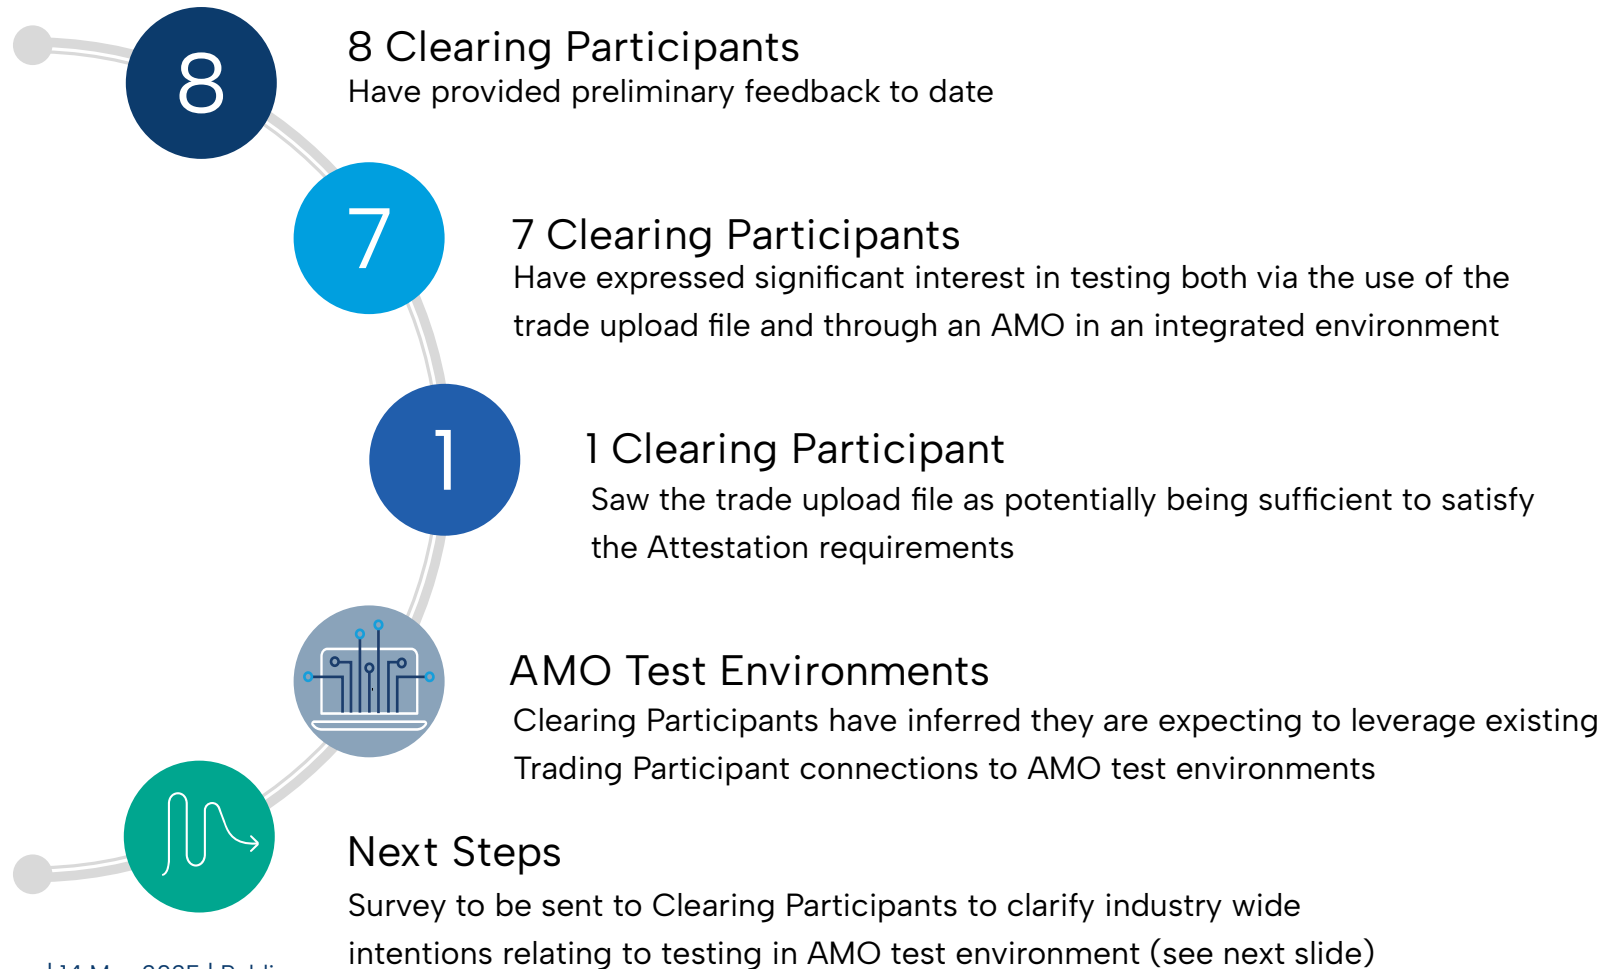 8
8 Clearing Participants
Have provided preliminary feedback to date
7
7 Clearing Participants
Have expressed significant interest in testing both via the use of the
trade upload file and through an AMO in an integrated environment
1
1 Clearing Participant
Saw the trade upload file as potentially being sufficient to satisfy
the Attestation requirements
AMO Test Environments
Clearing Participants have inferred they are expecting to leverage existing
Trading Participant connections to AMO test environments
Next Steps
Survey to be sent to Clearing Participants to clarify industry wide
intentions relating to testing in AMO test environment (see next slide)